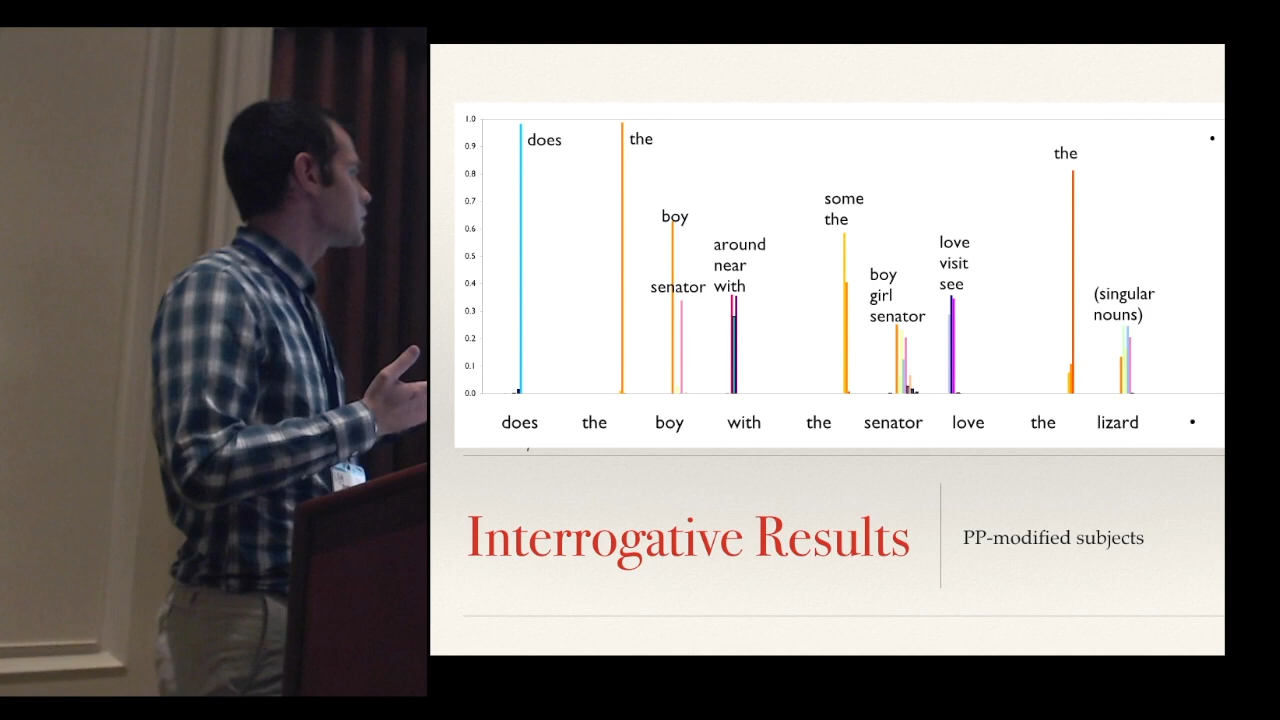 1.0
0.9
0.8
0.7
0.6
0.5
0.4
0.3
0.2
0.1
0.0
does
the
boy
senator
around
near
with
some
the
boy
girl
senator
love
visit
see
the
(singular
nouns)
•
does the boy with the senator love the lizard •
Interrogative Results
PP-modified subjects